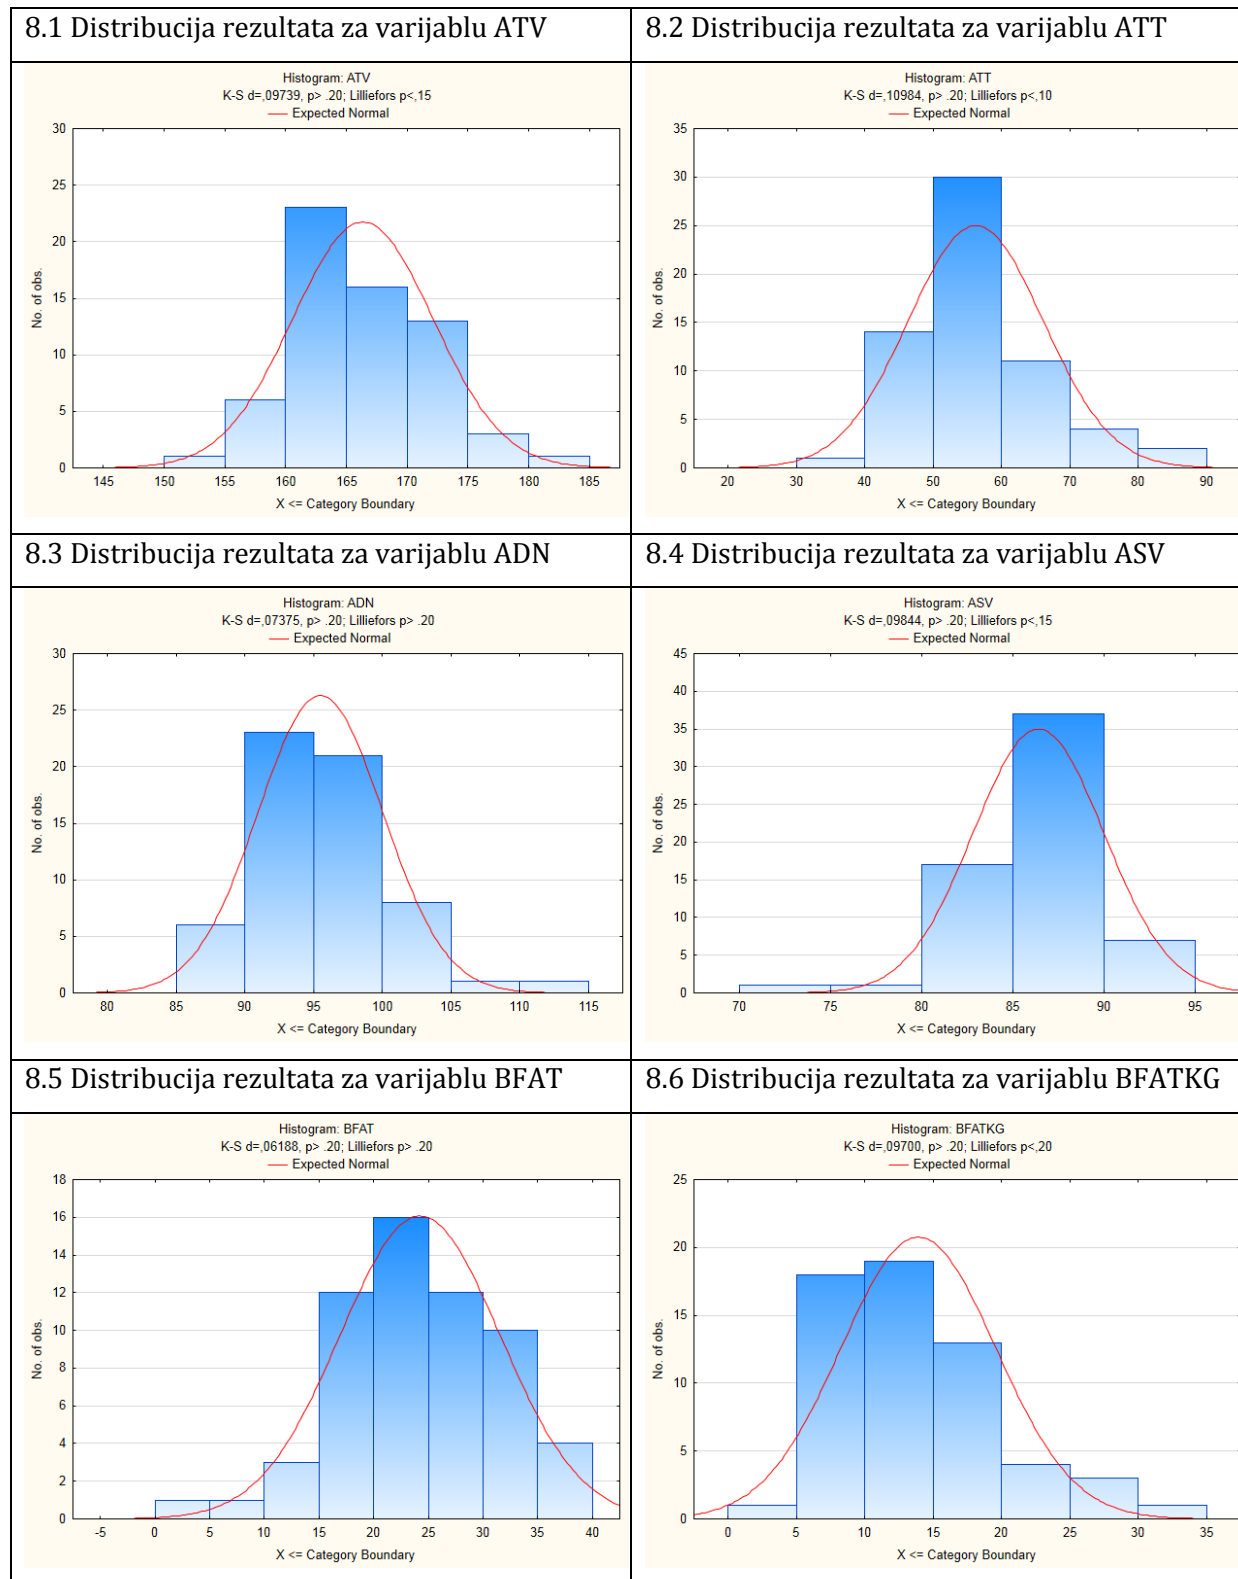 8.1 Distribucija rezultata za varijablu ATV
8.2 Distribucija rezultata za varijablu ATT
Histogram: ATV
K-S d=,09739, p> .20; Lilliefors p<,15
Expected Normal
30
25
20
15
10
5
0
No. of obs.
145 150 155 160 165 170 175 180 185
X <= Category Boundary
Histogram: ATT
K-S d=,10984, p> .20; Lilliefors p<,10
Expected Normal
35
30
25
20
15
10
5
0
No. of obs.
20 30 40 50 60 70 80 90
X <= Category Boundary
8.3 Distribucija rezultata za varijablu ADN
8.4 Distribucija rezultata za varijablu ASV
Histogram: ADN
K-S d=,07375, p> .20; Lilliefors p> .20
Expected Normal
30
25
20
15
10
5
0
No. of obs.
80 85 90 95 100 105 110 115
X <= Category Boundary
Histogram: ASV
K-S d=,09844, p> .20; Lilliefors p<,15
Expected Normal
45
40
35
30
25
20
15
10
5
0
No. of obs.
70 75 80 85 90 95
X <= Category Boundary
8.5 Distribucija rezultata za varijablu BFAT
8.6 Distribucija rezultata za varijablu BFATKG
Histogram: BFAT
K-S d=,06188, p> .20; Lilliefors p> .20
Expected Normal
18
16
14
12
10
8
6
4
2
0
No. of obs.
-5 0 5 10 15 20 25 30 35 40
X <= Category Boundary
Histogram: BFATKG
K-S d=,09700, p> .20; Lilliefors p<,20
Expected Normal
25
20
15
10
5
0
No. of obs.
0 5 10 15 20 25 30 35
X <= Category Boundary